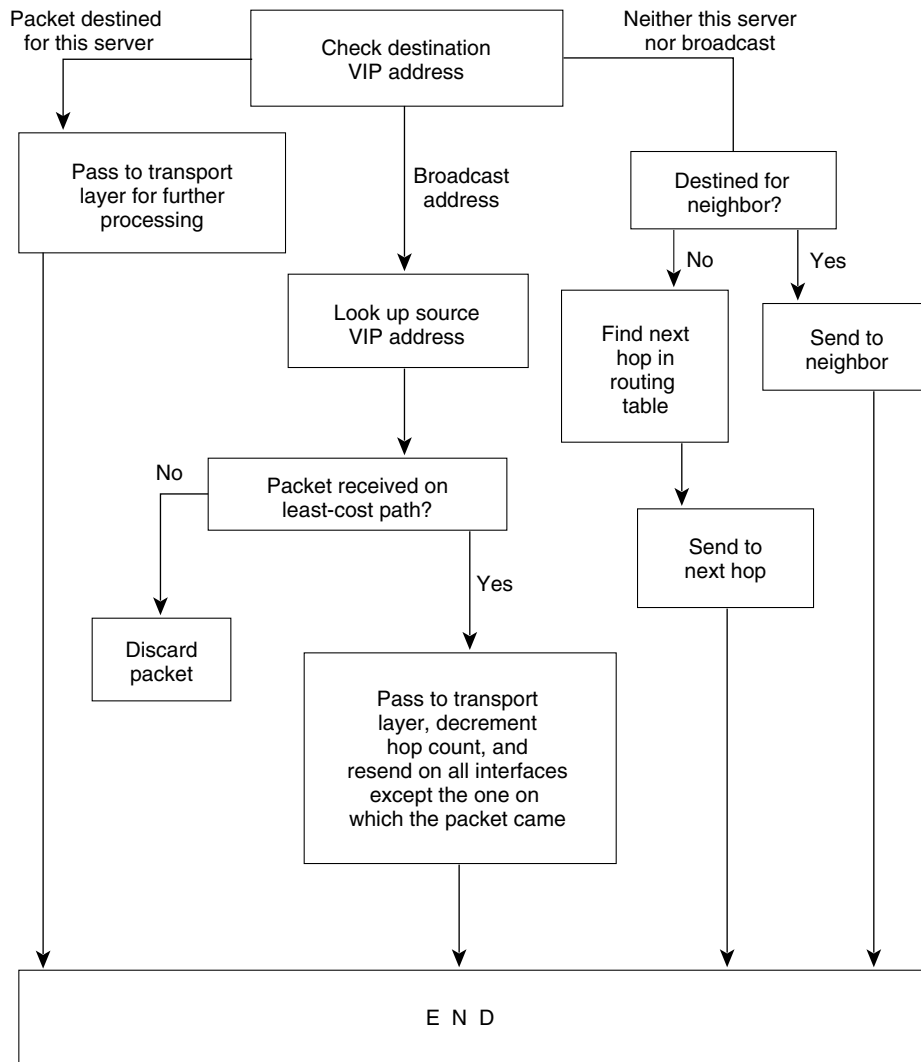 Packet destined
for this server
Check destination
VIP address
Neither this server
nor broadcast
Pass to transport
layer for further
processing
Broadcast
address
Destined for
neighbor?
No
Yes
Look up source
VIP address
Find next
hop in
routing
table
Send to
neighbor
No
Packet received on
least-cost path?
Send to
next hop
Yes
Discard
packet
Pass to transport
layer, decrement
hop count, and
resend on all interfaces
except the one on
which the packet came
E N D